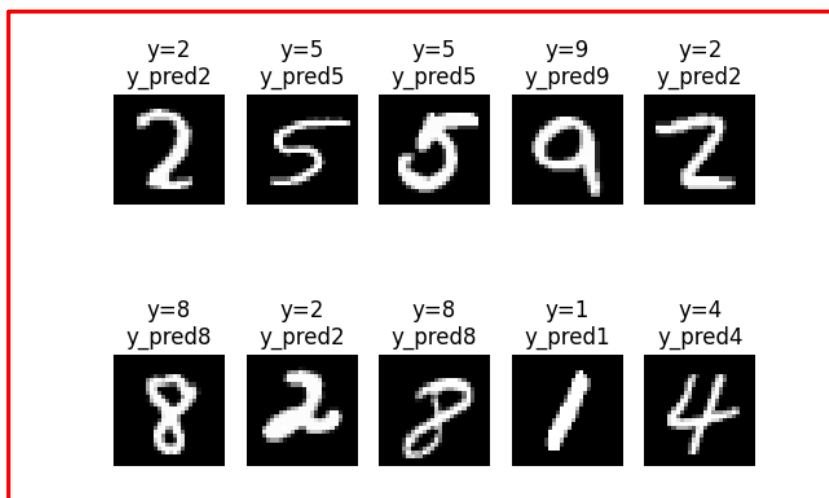 y=2 y=5 y=5 y=9 y=2
y_pred2 y_pred5 y_pred5 y_pred9 y_pred2
2 5 5 9 2
y=8 y=2 y=8 y=1 y=4
y_pred8 y_pred2 y_pred8 y_pred1 y_pred4
8 2 8 1 4